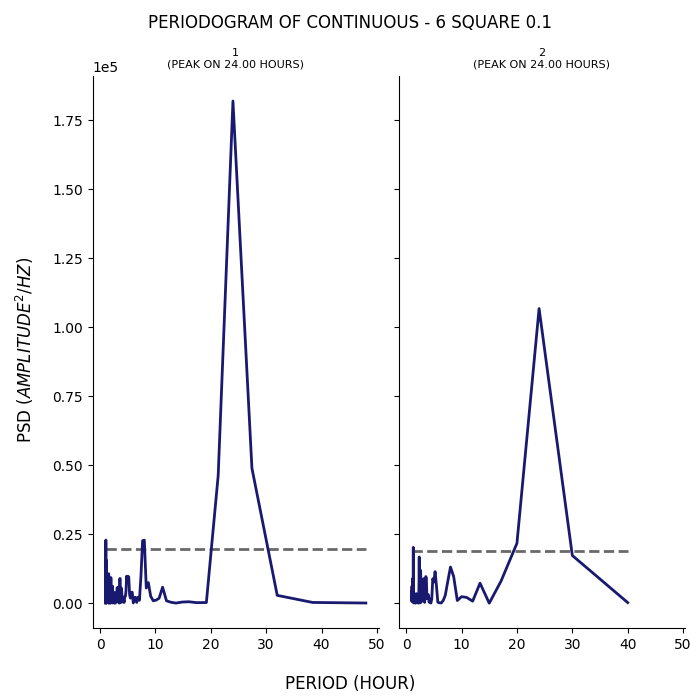 PERIODOGRAM OF CONTINUOUS - 6 SQUARE 0.1
1
(PEAK ON 24.00 HOURS)
2
(PEAK ON 24.00 HOURS)
1e5
1.75
1.50
1.25
1.00
0.75
0.50
0.25
0.00
PSD (AMPLITUDE²/HZ)
0 10 20 30 40 50
0 10 20 30 40 50
PERIOD (HOUR)